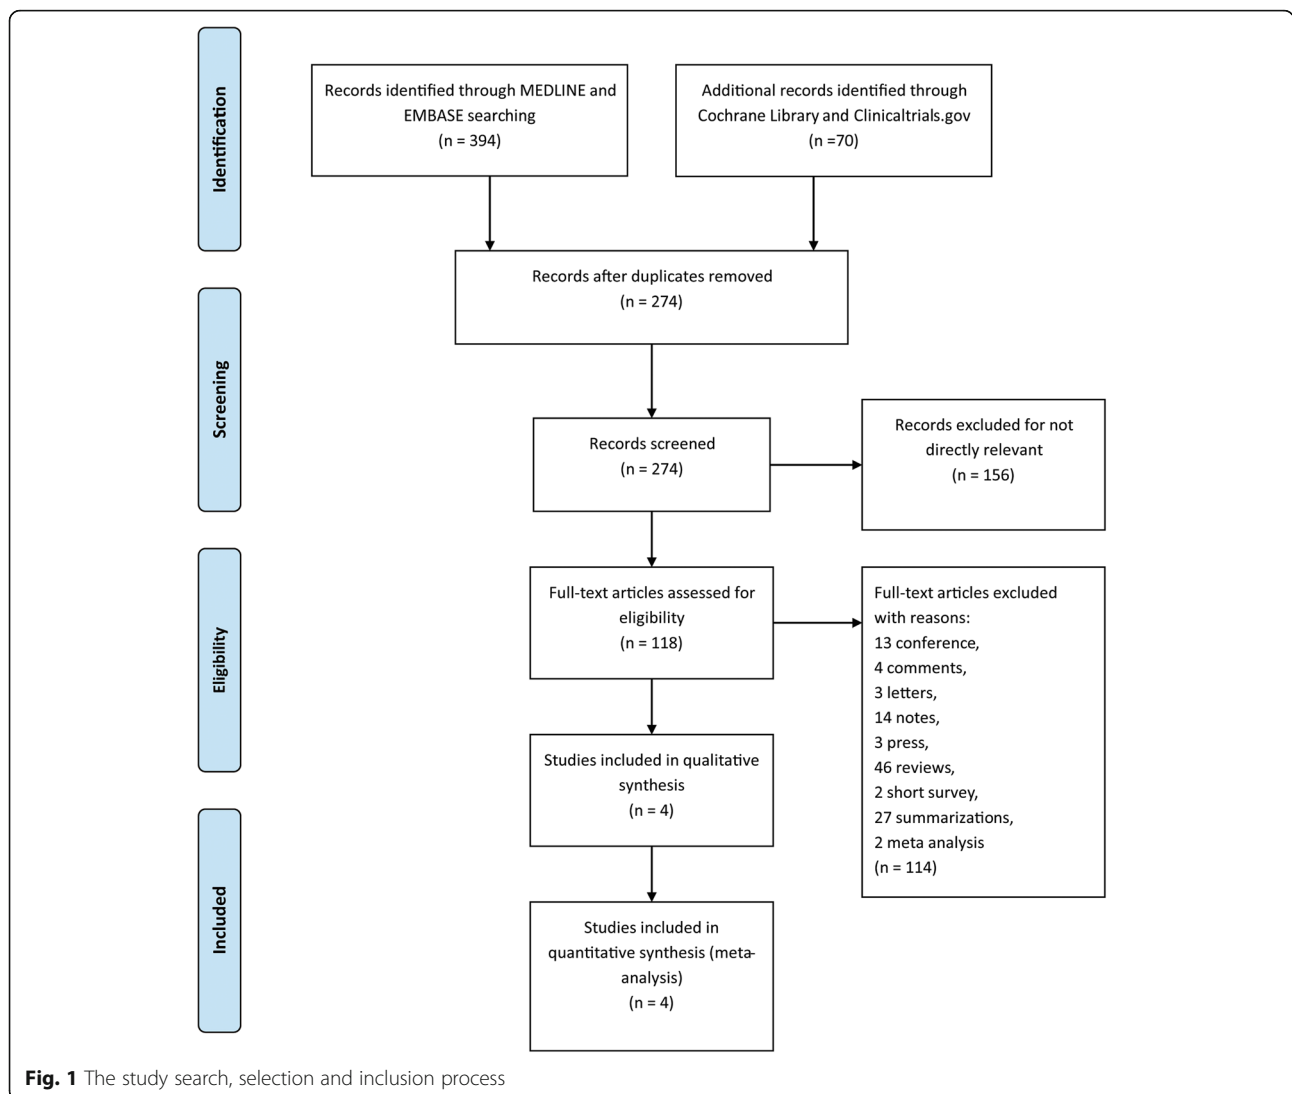 Identification
Records identified through MEDLINE and
EMBASE searching
(n = 394)
Additional records identified through
Cochrane Library and Clinicaltrials.gov
(n =70)
Records after duplicates removed
(n = 274)
Screening
Records screened
(n = 274)
Records excluded for not
directly relevant
(n = 156)
Eligibility
Full-text articles assessed for
eligibility
(n = 118)
Full-text articles excluded
with reasons:
13 conference,
4 comments,
3 letters,
14 notes,
3 press,
46 reviews,
2 short survey,
27 summarizations,
2 meta analysis
(n = 114)
Studies included in qualitative
synthesis
(n = 4)
Included
Studies included in
quantitative synthesis (meta-
analysis)
(n = 4)
Fig. 1 The study search, selection and inclusion process